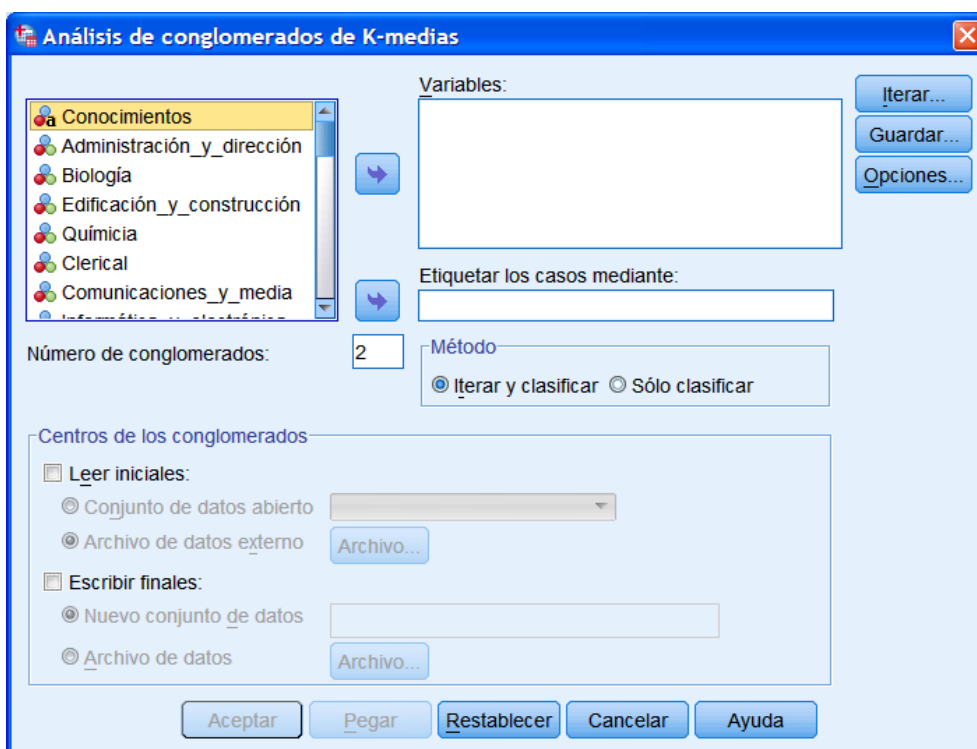 Análisis de conglomerados de K-medias
Variables:
Conocimientos
Administración_y_dirección
Biología
Edificación_y_construcción
Químicia
Clerical
Comunicaciones_y_media
Iterar...
Guardar...
Opciones...
Etiquetar los casos mediante:
Número de conglomerados:
2
Método
Iterar y clasificar
Sólo clasificar
Centros de los conglomerados
Leer iniciales:
Conjunto de datos abierto
Archivo de datos externo
Archivo...
Escribir finales:
Nuevo conjunto de datos
Archivo de datos
Archivo...
Aceptar
Pegar
Restablecer
Cancelar
Ayuda